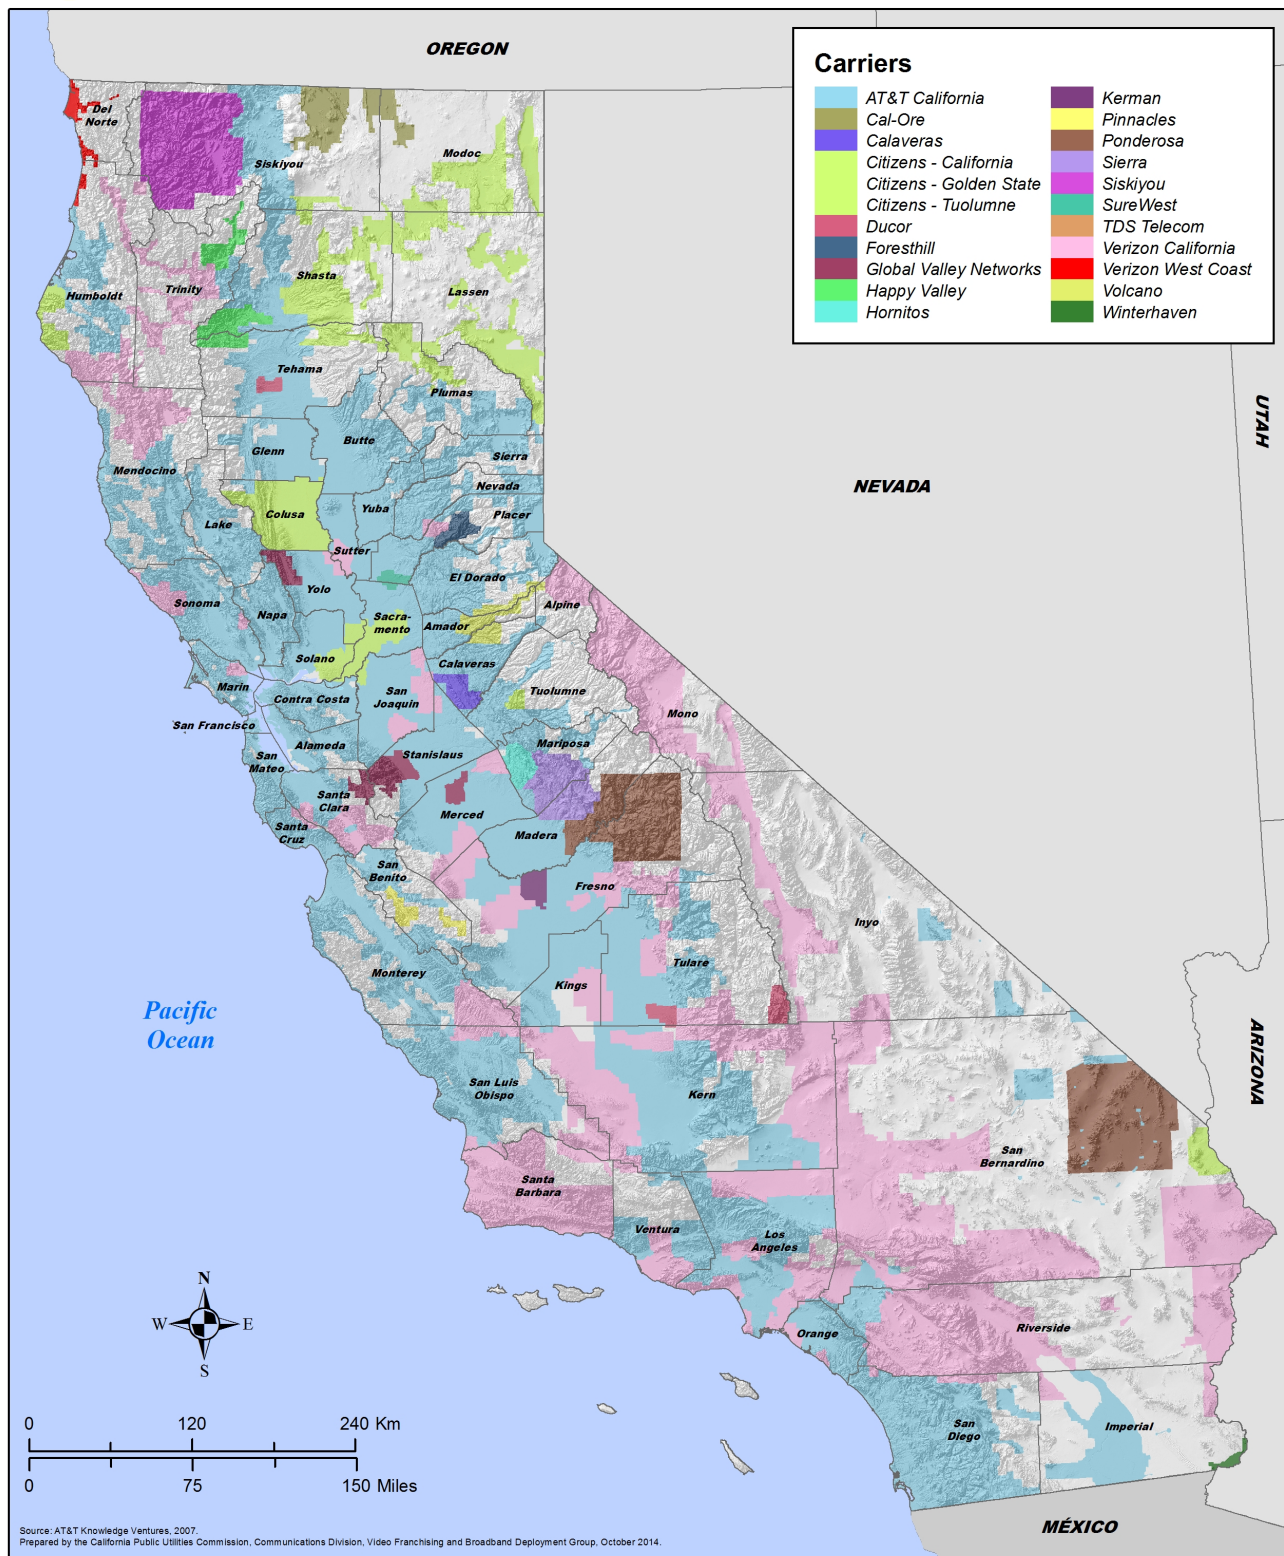 OREGON
Carriers
AT&T California
Cal-Ore
Calaveras
Citizens - California
Citizens - Golden State
Citizens - Tuolumne
Ducor
Foresthill
Global Valley Networks
Happy Valley
Hornitos
Kerman
Pinnacles
Ponderosa
Sierra
Siskiyou
SureWest
TDS Telecom
Verizon California
Verizon West Coast
Volcano
Winterhaven
Del
Norte
Siskiyou
Modoc
Humboldt
Trinity
Shasta
Lassen
Tehama
Plumas
UTAH
Mendocino
Glenn
Butte
Sierra
Nevada
NEVADA
Lake
Colusa
Yuba
Placer
Sutter
Sonoma
Napa
Yolo
El Dorado
Sacra-
mento
Amador
Alpine
Solano
Calaveras
Marin
Contra Costa
San
Joaquin
Tuolumne
Mono
San Francisco
Alameda
San
Mateo
Stanislaus
Mariposa
Santa
Clara
Merced
Santa
Cruz
Madera
San
Benito
Fresno
Inyo
Monterey
Tulare
Kings
Pacific
Ocean
ARIZONA
San Luis
Obispo
Kern
San
Bernardino
Santa
Barbara
Ventura
Los
Angeles
Orange
Riverside
San
Diego
Imperial
N
W
E
S
0
120
240 Km
0
75
150 Miles
MÉXICO
Source: AT&T Knowledge Ventures, 2007.
Prepared by the California Public Utilities Commission, Communications Division, Video Franchising and Broadband Deployment Group, October 2014.